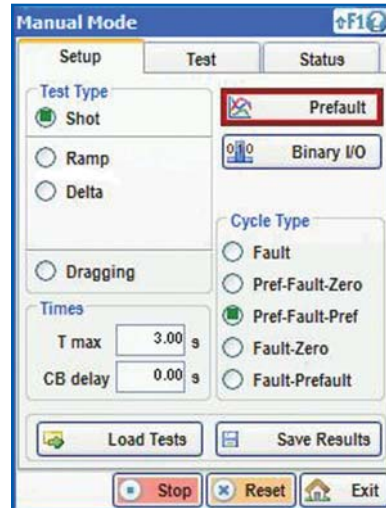 Manual Mode
F1
Setup
Test
Status
Test Type
Shot
Ramp
Delta
Dragging
Prefault
Binary I/O
Cycle Type
Fault
Pref-Fault-Zero
Pref-Fault-Pref
Fault-Zero
Fault-Prefault
Times
T max 3.00 s
CB delay 0.00 s
Load Tests
Save Results
Stop
Reset
Exit